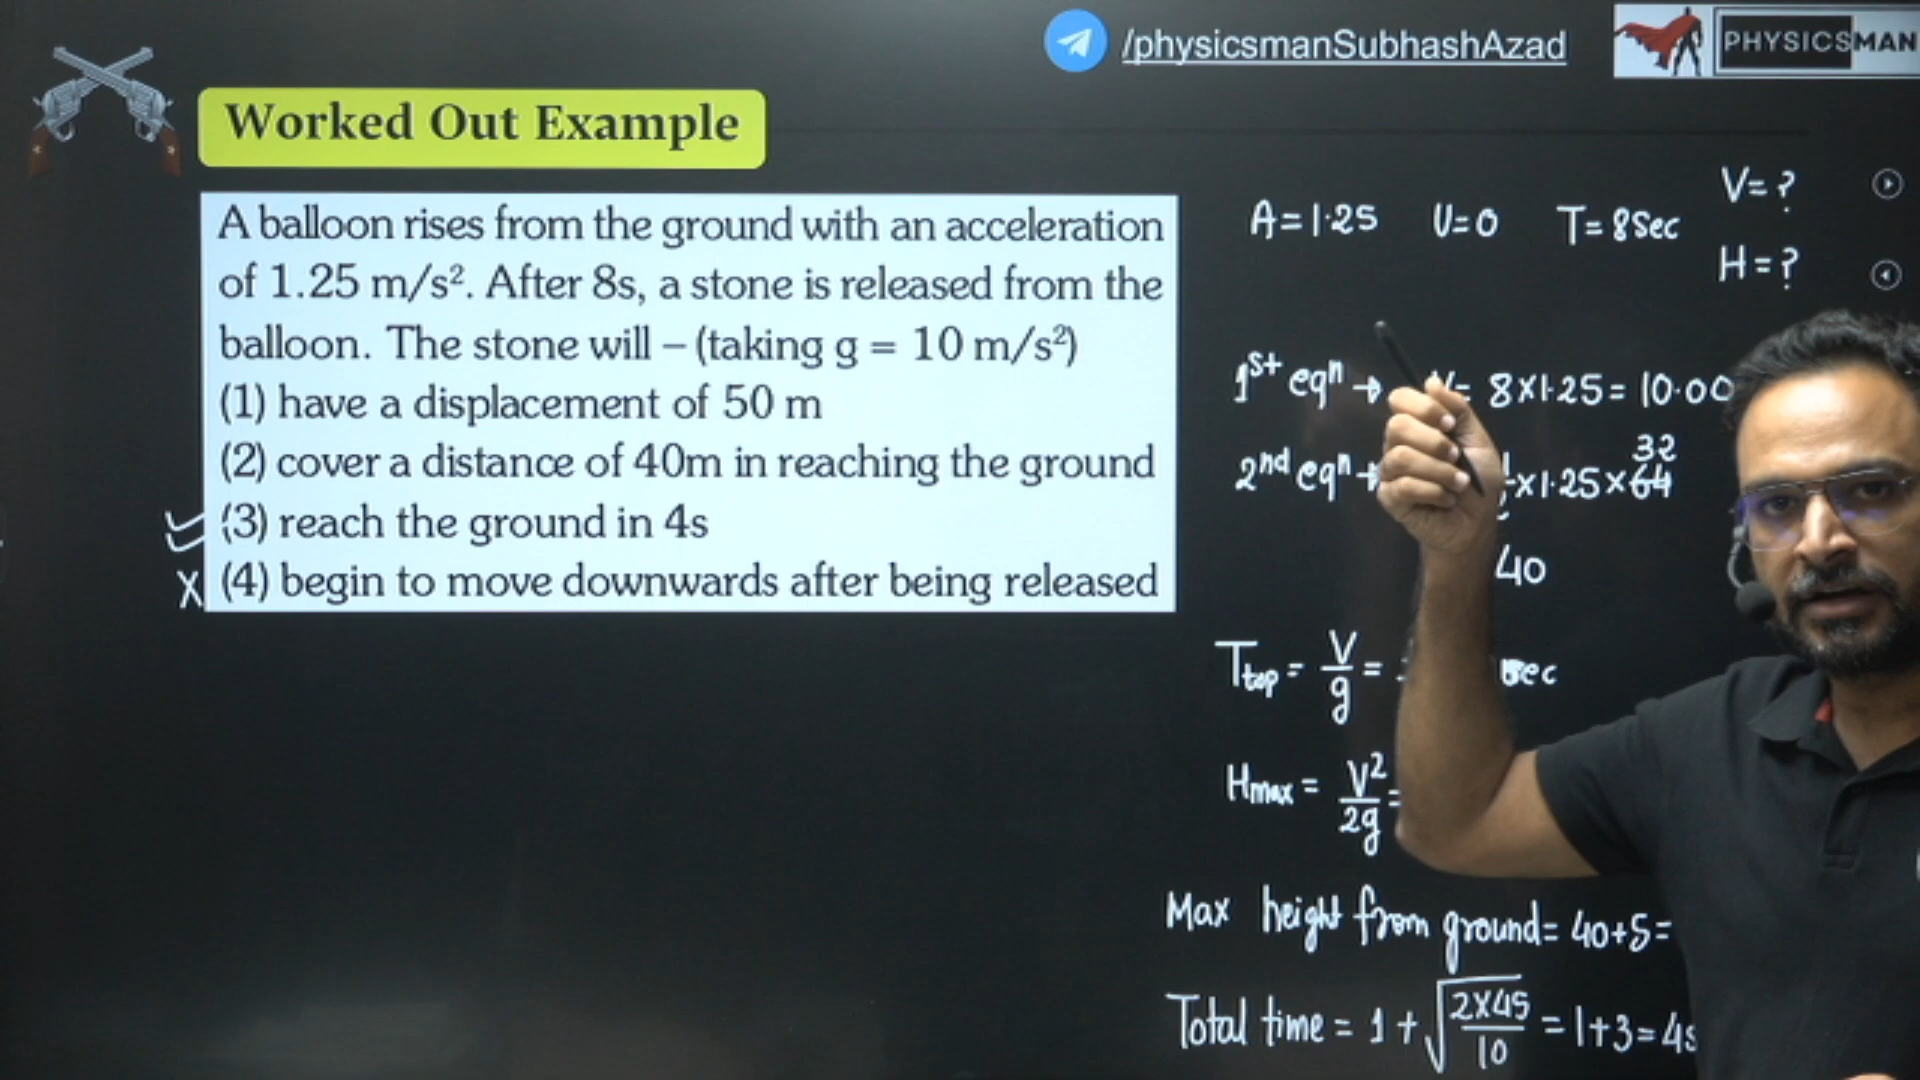 /physicsmanSubhashAzad
PHYSICSMAN
Worked Out Example
A balloon rises from the ground with an acceleration
of 1.25 m/s². After 8s, a stone is released from the
balloon. The stone will – (taking g = 10 m/s²)
(1) have a displacement of 50 m
(2) cover a distance of 40m in reaching the ground
(3) reach the ground in 4s
X (4) begin to move downwards after being released
A = 1.25 U = 0 T = 8 Sec
V = ?
H = ?
1st eqn → V = 8 × 1.25 = 10.00
2nd eqn → ×1.25×64
32
40
Ttop = V/g = sec
Hmax = V²/2g =
Max height from ground = 40+5 =
Total time = 1 + √(2×45/10) = 1+3 = 4s